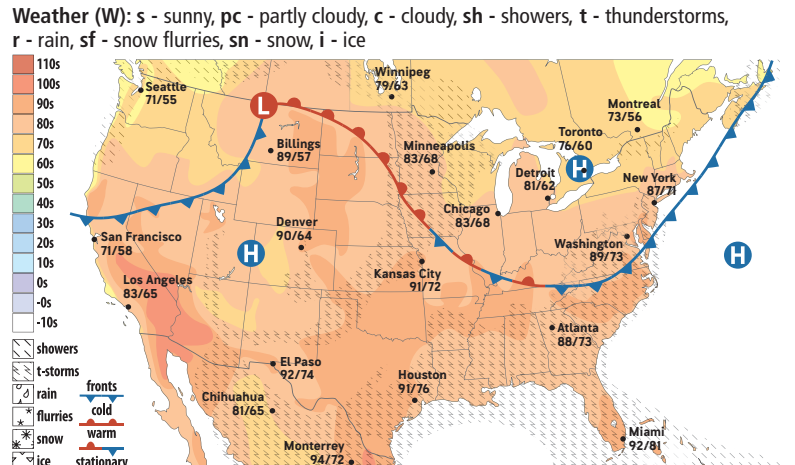 Weather (W): s - sunny, pc - partly cloudy, c - cloudy, sh - showers, t - thunderstorms,
r - rain, sf - snow flurries, sn - snow, i - ice
110s
100s
90s
80s
70s
60s
50s
40s
30s
20s
10s
0s
-0s
-10s
showers
t-storms
rain
flurries
snow
ice
fronts
cold
warm
stationary
Seattle
71/55
Winnipeg
79/63
Montreal
73/56
Toronto
76/60
L
Billings
89/57
Minneapolis
83/68
H
Detroit
81/62
New York
87/71
Chicago
83/68
San Francisco
71/58
Denver
90/64
H
Washington
89/73
H
Kansas City
91/72
Los Angeles
83/65
Atlanta
88/73
El Paso
92/74
Houston
91/76
Chihuahua
81/65
Miami
92/81
Monterrey
94/72